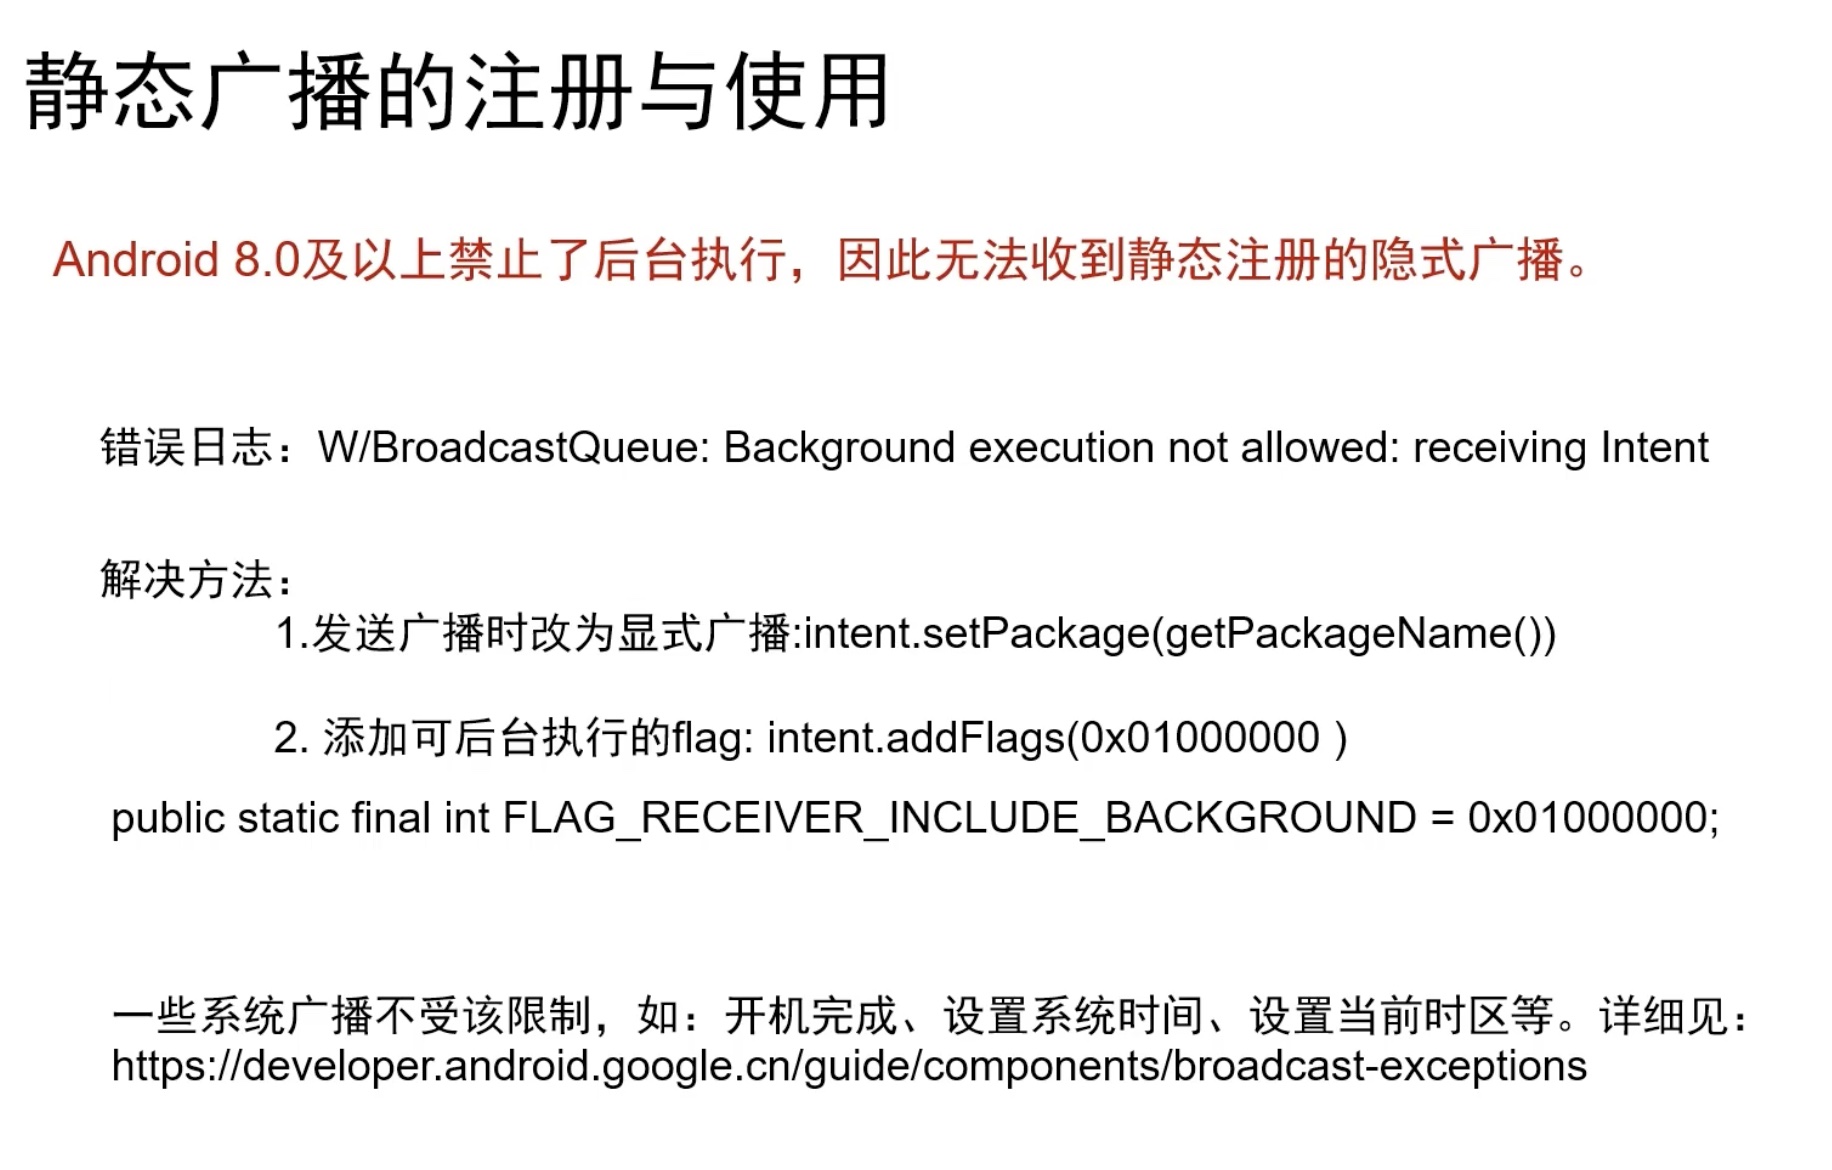 静态广播的注册与使用
Android 8.0及以上禁止了后台执行，因此无法收到静态注册的隐式广播。
错误日志：W/BroadcastQueue: Background execution not allowed: receiving Intent
解决方法：
1.发送广播时改为显式广播:intent.setPackage(getPackageName())
2. 添加可后台执行的flag: intent.addFlags(0x01000000 )
public static final int FLAG_RECEIVER_INCLUDE_BACKGROUND = 0x01000000;
一些系统广播不受该限制，如：开机完成、设置系统时间、设置当前时区等。详细见：
https://developer.android.google.cn/guide/components/broadcast-exceptions